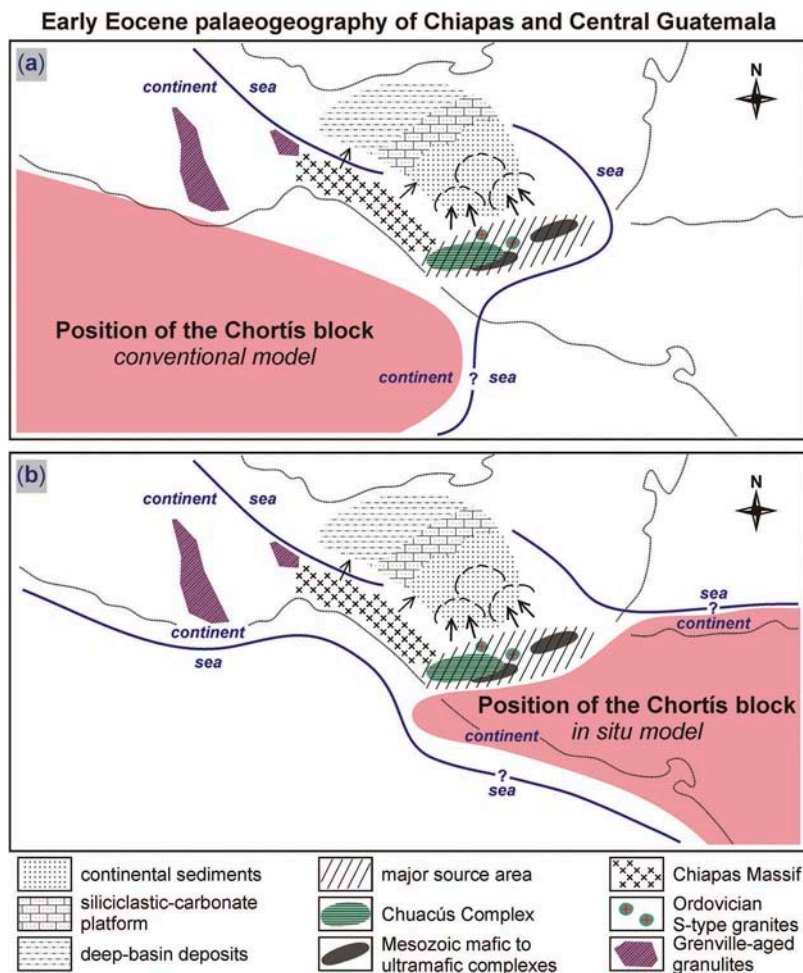 Early Eocene palaeogeography of Chiapas and Central Guatemala
(a)
continent
sea
N
sea
Position of the Chortís block
conventional model
continent ? sea
(b)
continent
sea
N
sea
?
continent
continent
sea
Position of the Chortís block
continent in situ model
?
sea
continental sediments
major source area
Chiapas Massif
siliciclastic-carbonate
platform
Chuacús Complex
Ordovician
S-type granites
deep-basin deposits
Mesozoic mafic to
ultramafic complexes
Grenville-aged
granulites